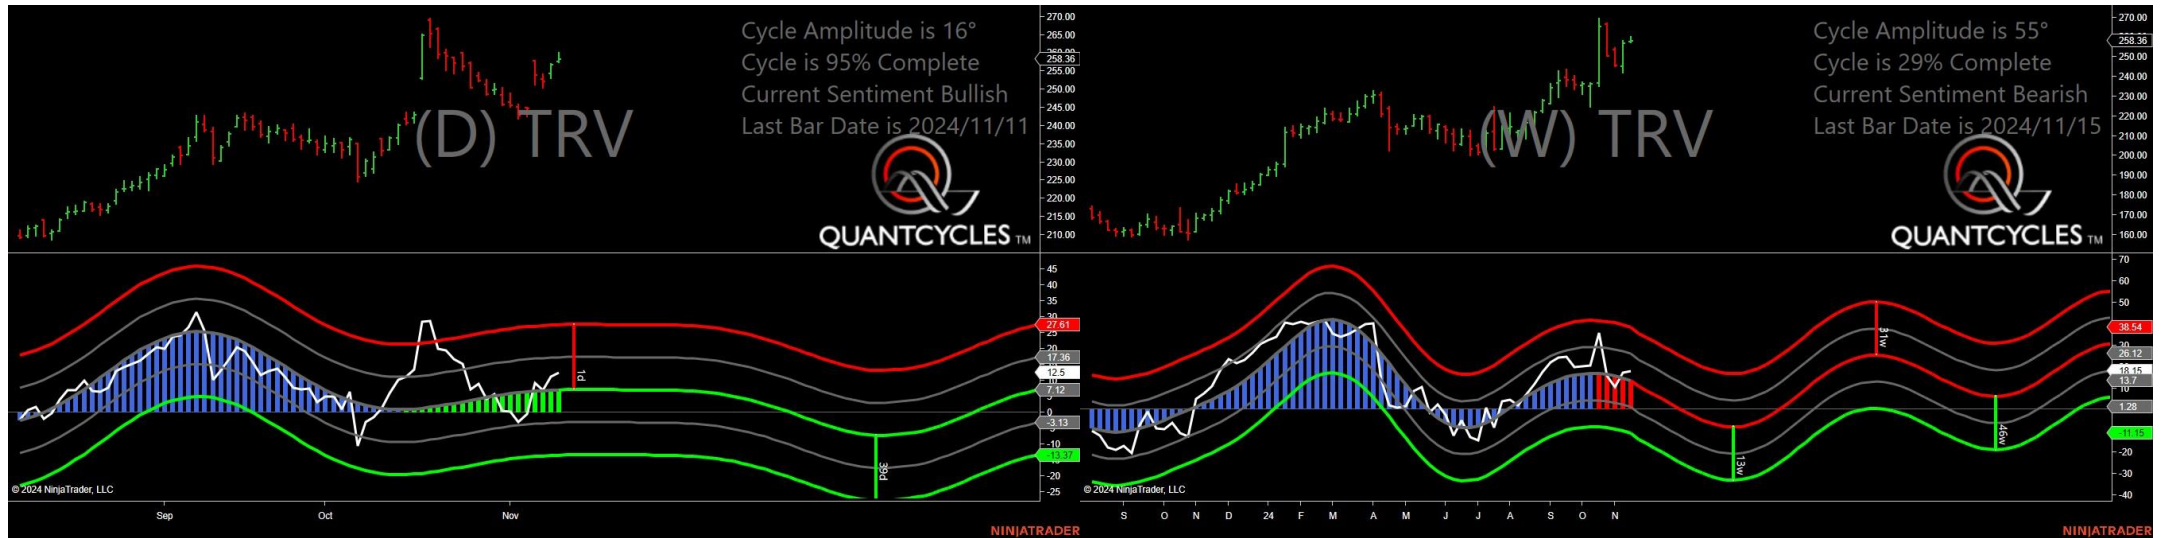 Cycle Amplitude is 16°
Cycle is 95% Complete
Current Sentiment Bullish
Last Bar Date is 2024/11/11
(D) TRV
QUANTCYCLES TM
270.00
265.00
260.00
258.36
255.00
250.00
245.00
240.00
235.00
230.00
225.00
220.00
215.00
210.00
45
40
35
30
27.61
25
20
17.36
12.5
10
7.12
5
0
-3.13
-10
-13.37
-20
-25
1d
39d
© 2024 NinjaTrader, LLC
Sep Oct Nov
NINJATRADER
Cycle Amplitude is 55°
Cycle is 29% Complete
Current Sentiment Bearish
Last Bar Date is 2024/11/15
(W) TRV
QUANTCYCLES TM
270.00
258.36
250.00
240.00
230.00
220.00
210.00
200.00
190.00
180.00
170.00
160.00
70
60
50
38.54
30
26.12
18.15
13.7
10
1.28
-11.15
-20
-30
-40
31w
13w
46w
© 2024 NinjaTrader, LLC
S O N D 24 F M A M J J A S O N
NINJATRADER